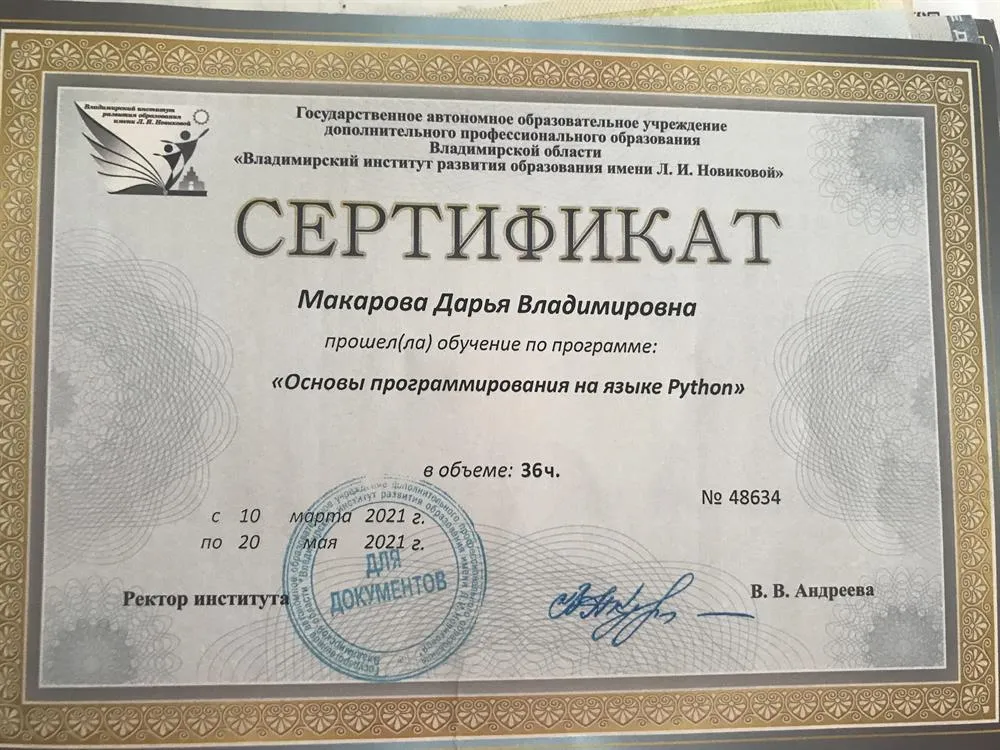 Владимирский институт
развития образования
имени Л. И. Новиковой
Государственное автономное образовательное учреждение
дополнительного профессионального образования
Владимирской области
«Владимирский институт развития образования имени Л. И. Новиковой»
СЕРТИФИКАТ
Макарова Дарья Владимировна
прошел(ла) обучение по программе:
«Основы программирования на языке Python»
в объеме: 36ч.
№ 48634
с 10 марта 2021 г.
по 20 мая 2021 г.
ДЛЯ
ДОКУМЕНТОВ
Ректор института
В. В. Андреева